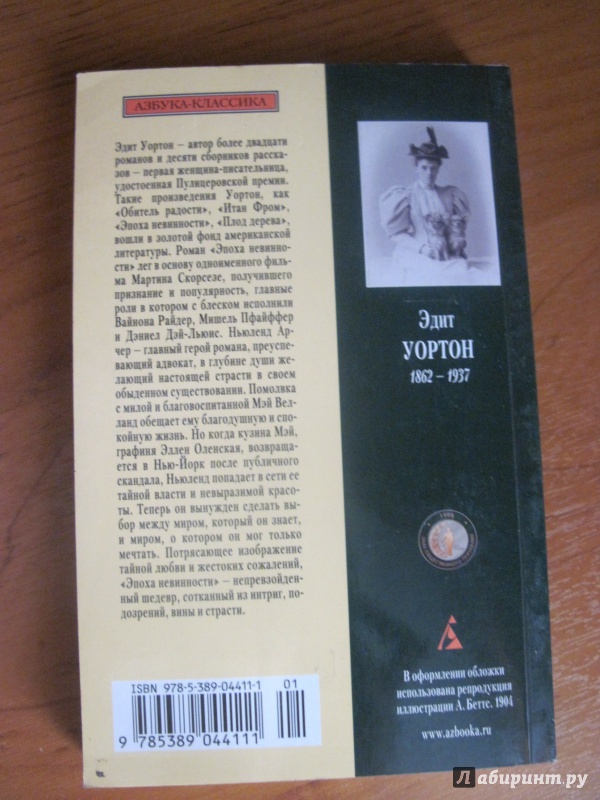 АЗБУКА-КЛАССИКА
Эдит Уортон – автор более двадцати
романов и десяти сборников расска-
зов – первая женщина-писательница,
удостоенная Пулицеровской премии.
Такие произведения Уортон, как
«Обитель радости», «Итан Фром»,
«Эпоха невинности», «Плод дерева»,
вошли в золотой фонд американской
литературы. Роман «Эпоха невинно-
сти» лег в основу одноименного филь-
ма Мартина Скорсезе, получившего
признание и популярность, главные
роли в котором с блеском исполнили
Вайнона Райдер, Мишель Пфайффер
и Дэниел Дэй-Льюис. Ньюленд Ар-
чер – главный герой романа, преуспе-
вающий адвокат, в глубине души же-
лающий настоящей страсти в своем
обыденном существовании. Помолвка
с милой и благовоспитанной Мэй Вел-
ланд обещает ему благодушную и спо-
койную жизнь. Но когда кузина Мэй,
графиня Эллен Оленская, возвраща-
ется в Нью-Йорк после публичного
скандала, Ньюленд попадает в сети ее
тайной власти и невыразимой красо-
ты. Теперь он вынужден сделать вы-
бор между миром, который он знает,
и миром, о котором он мог только
мечтать. Потрясающее изображение
тайной любви и жестоких сожалений,
«Эпоха невинности» – непревзойден-
ный шедевр, сотканный из интриг, по-
дозрений, вины и страсти.
ISBN 978-5-389-04411-1
01
9 785389 044111
Эдит
УОРТОН
1862 – 1937
В оформлении обложки
использована репродукция
иллюстрации А. Беттс. 1904
www.azbooka.ru
Лабиринт.ру